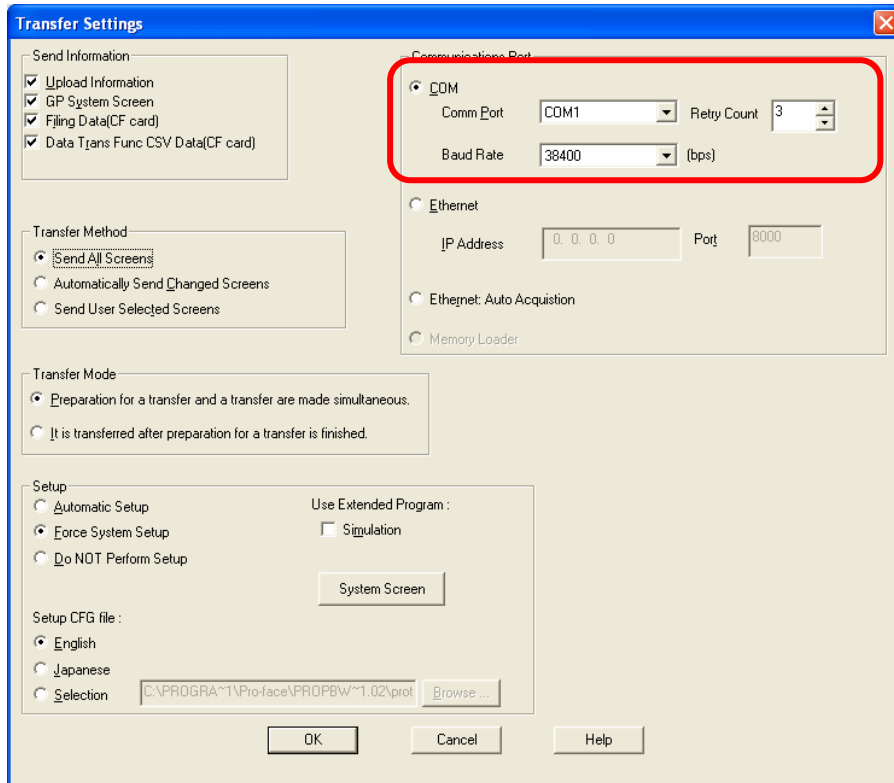 Transfer Settings
Send Information
Upload Information
GP System Screen
Filing Data(CF card)
Data Trans Func CSV Data(CF card)
Communications Port
COM
Comm Port COM1 Retry Count 3
Baud Rate 38400 (bps)
Ethernet
IP Address 0. 0. 0. 0 Port 8000
Ethernet: Auto Acquistion
Memory Loader
Transfer Method
Send All Screens
Automatically Send Changed Screens
Send User Selected Screens
Transfer Mode
Preparation for a transfer and a transfer are made simultaneous.
It is transferred after preparation for a transfer is finished.
Setup
Automatic Setup
Force System Setup
Do NOT Perform Setup
Use Extended Program :
Simulation
System Screen
Setup CFG file :
English
Japanese
Selection C:\PROGRA~1\Pro-face\PROPBW~1.02\prot Browse ...
OK Cancel Help